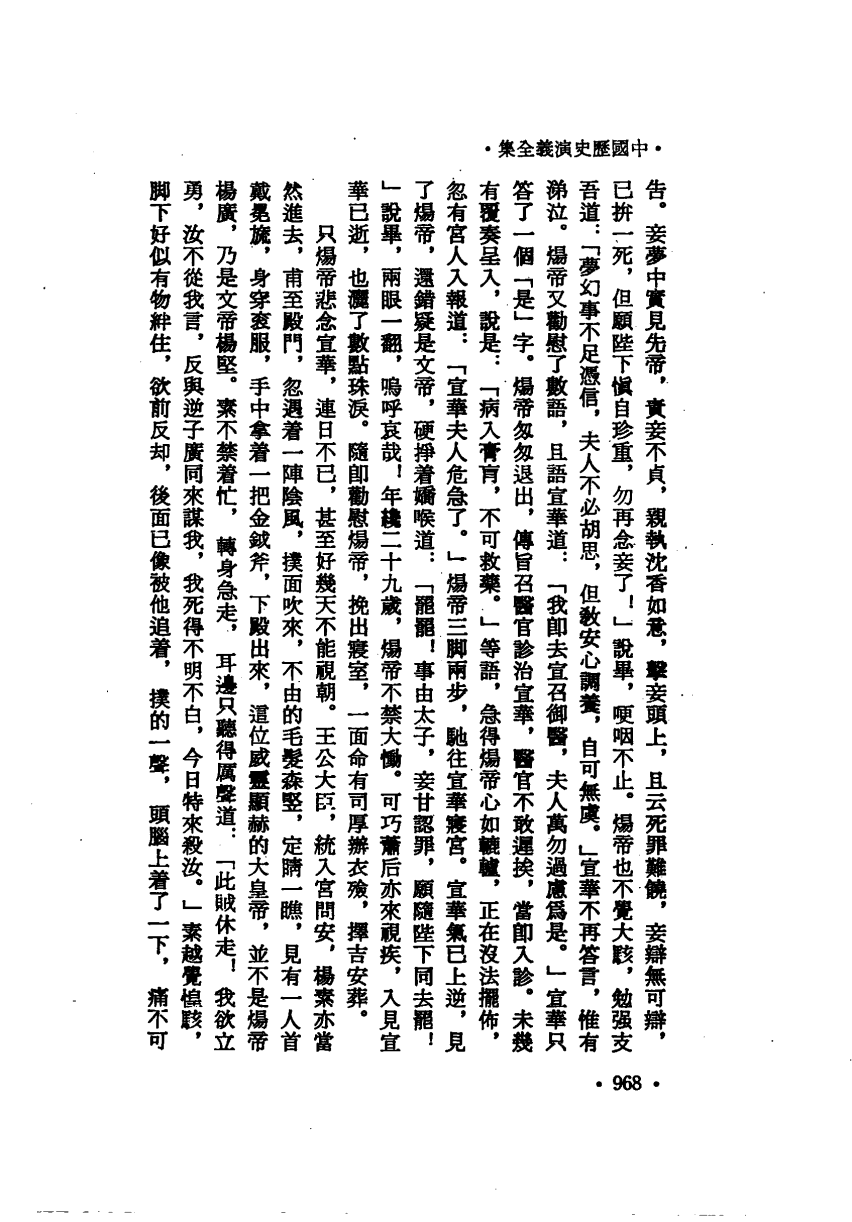 •中國歷史演義全集•
告。妾夢中實見先帝，責妾不貞，親執沈香如意，擊妾頭上，且云死罪難饒，妾辯無可辯，
已拚一死，但願陛下愼自珍重，勿再念妾了！」說畢，哽咽不止。煬帝也不覺大駭，勉强支
吾道：「夢幻事不足憑信，夫人不必胡思，但教安心調養，自可無虞。」宣華不再答言，惟有
涕泣。煬帝又勸慰了數語，且語宣華道：「我卽去宣召御醫，夫人萬勿過慮爲是。」宣華只
答了一個「是」字。煬帝匆匆退出，傳旨召醫官診治宣華，醫官不敢遲挨，當卽入診。未幾
有覆奏呈入，說是：「病入膏肓，不可救藥。」等語，急得煬帝心如轆轤，正在沒法擺佈，
忽有宮人入報道：「宣華夫人危急了。」煬帝三脚兩步，馳往宣華寢宮。宣華氣已上逆，見
了煬帝，還錯疑是文帝，硬掙着嬌喉道：「罷罷！事由太子，妾甘認罪，願隨陛下同去罷！
」說畢，兩眼一翻，嗚呼哀哉！年纔二十九歲，煬帝不禁大慟。可巧蕭后亦來視疾，入見宣
華已逝，也灑了數點珠淚。隨卽勸慰煬帝，挽出寢室，一面命有司厚辦衣殮，擇吉安葬。
只煬帝悲念宣華，連日不已，甚至好幾天不能視朝。王公大臣，統入宮問安，楊素亦當
然進去，甫至殿門，忽遇着一陣陰風，撲面吹來，不由的毛髮森豎，定睛一瞧，見有一人首
戴冕旒，身穿袞服，手中拿着一把金鉞斧，下殿出來，這位威靈顯赫的大皇帝，並不是煬帝
楊廣，乃是文帝楊堅。素不禁着忙，轉身急走，耳邊只聽得厲聲道：「此賊休走！我欲立
勇，汝不從我言，反與逆子廣同來謀我，我死得不明不白，今日特來殺汝。」素越覺惶駭，
脚下好似有物絆住，欲前反却，後面已像被他追着，撲的一聲，頭腦上着了一下，痛不可
•968•